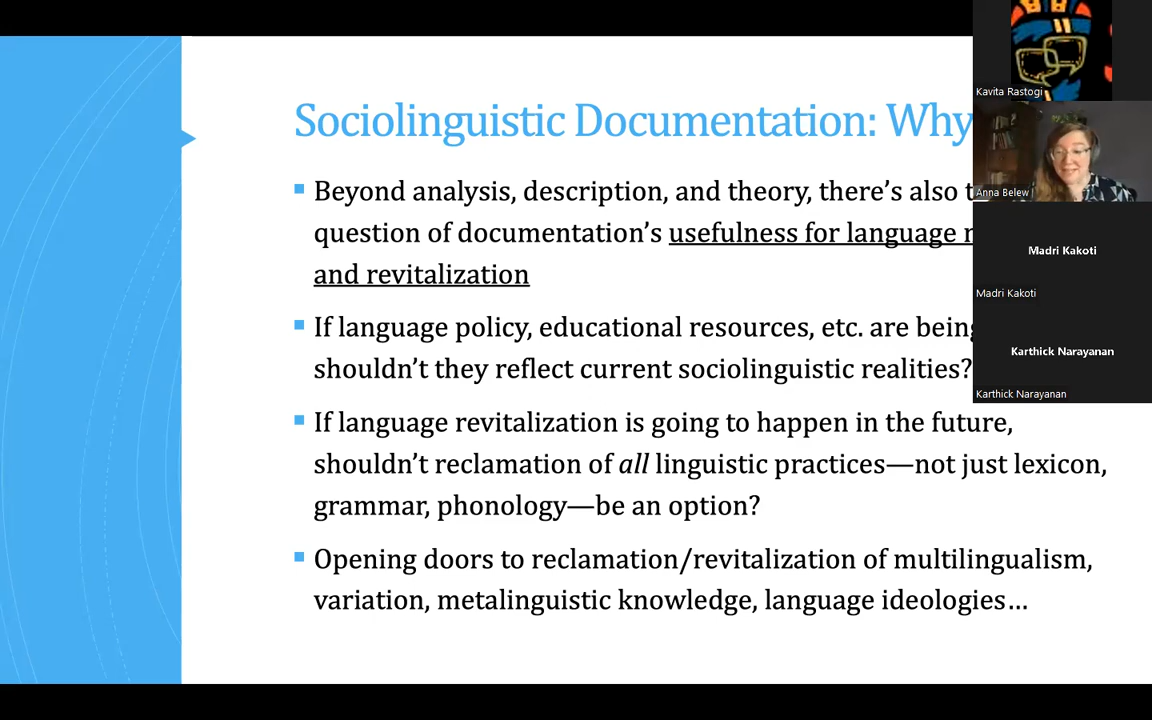 Sociolinguistic Documentation: Why
Beyond analysis, description, and theory, there’s also
question of documentation’s usefulness for language
and revitalization
If language policy, educational resources, etc. are being
shouldn’t they reflect current sociolinguistic realities?
If language revitalization is going to happen in the future,
shouldn’t reclamation of all linguistic practices—not just lexicon,
grammar, phonology—be an option?
Opening doors to reclamation/revitalization of multilingualism,
variation, metalinguistic knowledge, language ideologies…
Kavita Rastogi
Anna Belew
Madri Kakoti
Madri Kakoti
Karthick Narayanan
Karthick Narayanan